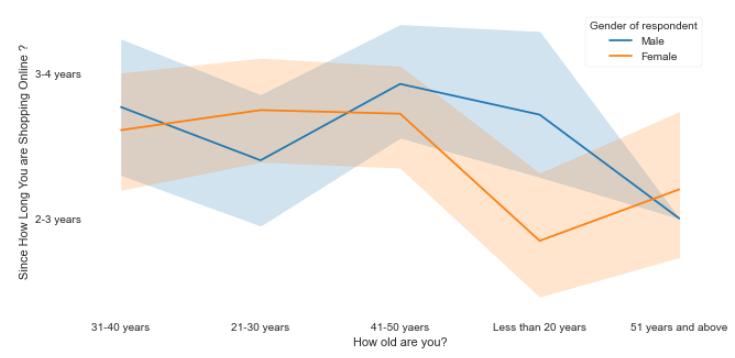 Gender of respondent
Male
Female
Since How Long You are Shopping Online ?
3-4 years
2-3 years
31-40 years
21-30 years
41-50 yaers
Less than 20 years
51 years and above
How old are you?